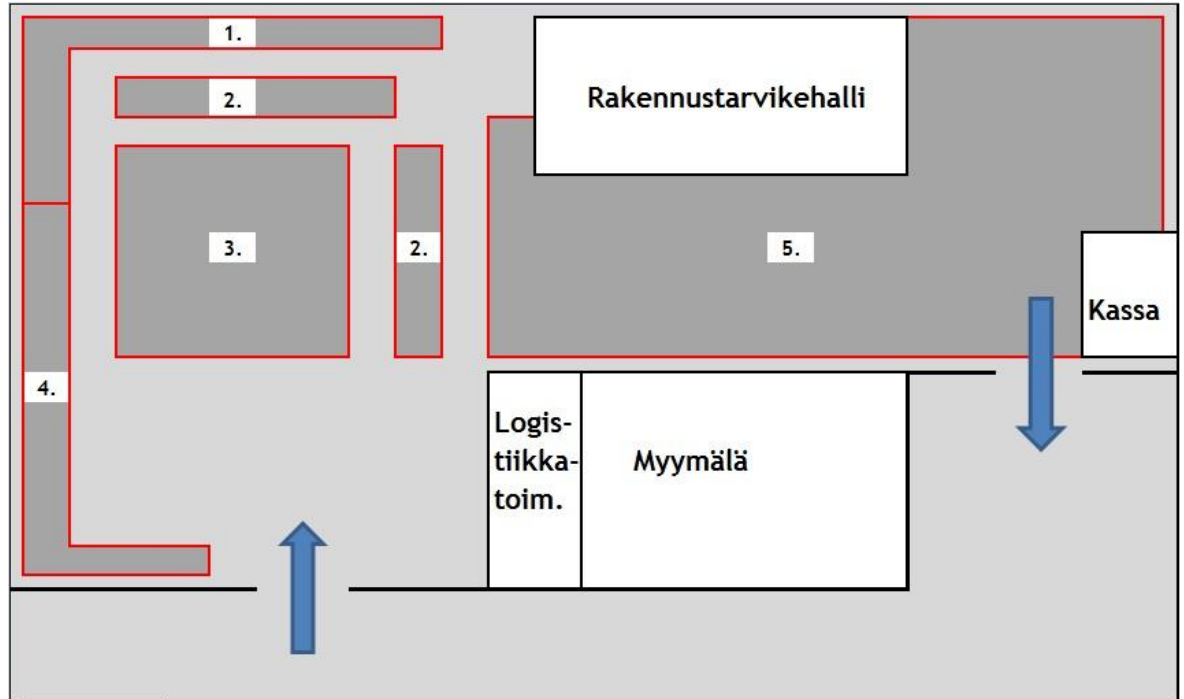 1.
2.
Rakennustarvikehalli
3.
2.
5.
Kassa
4.
Logis-
tiikka-
toim.
Myymälä